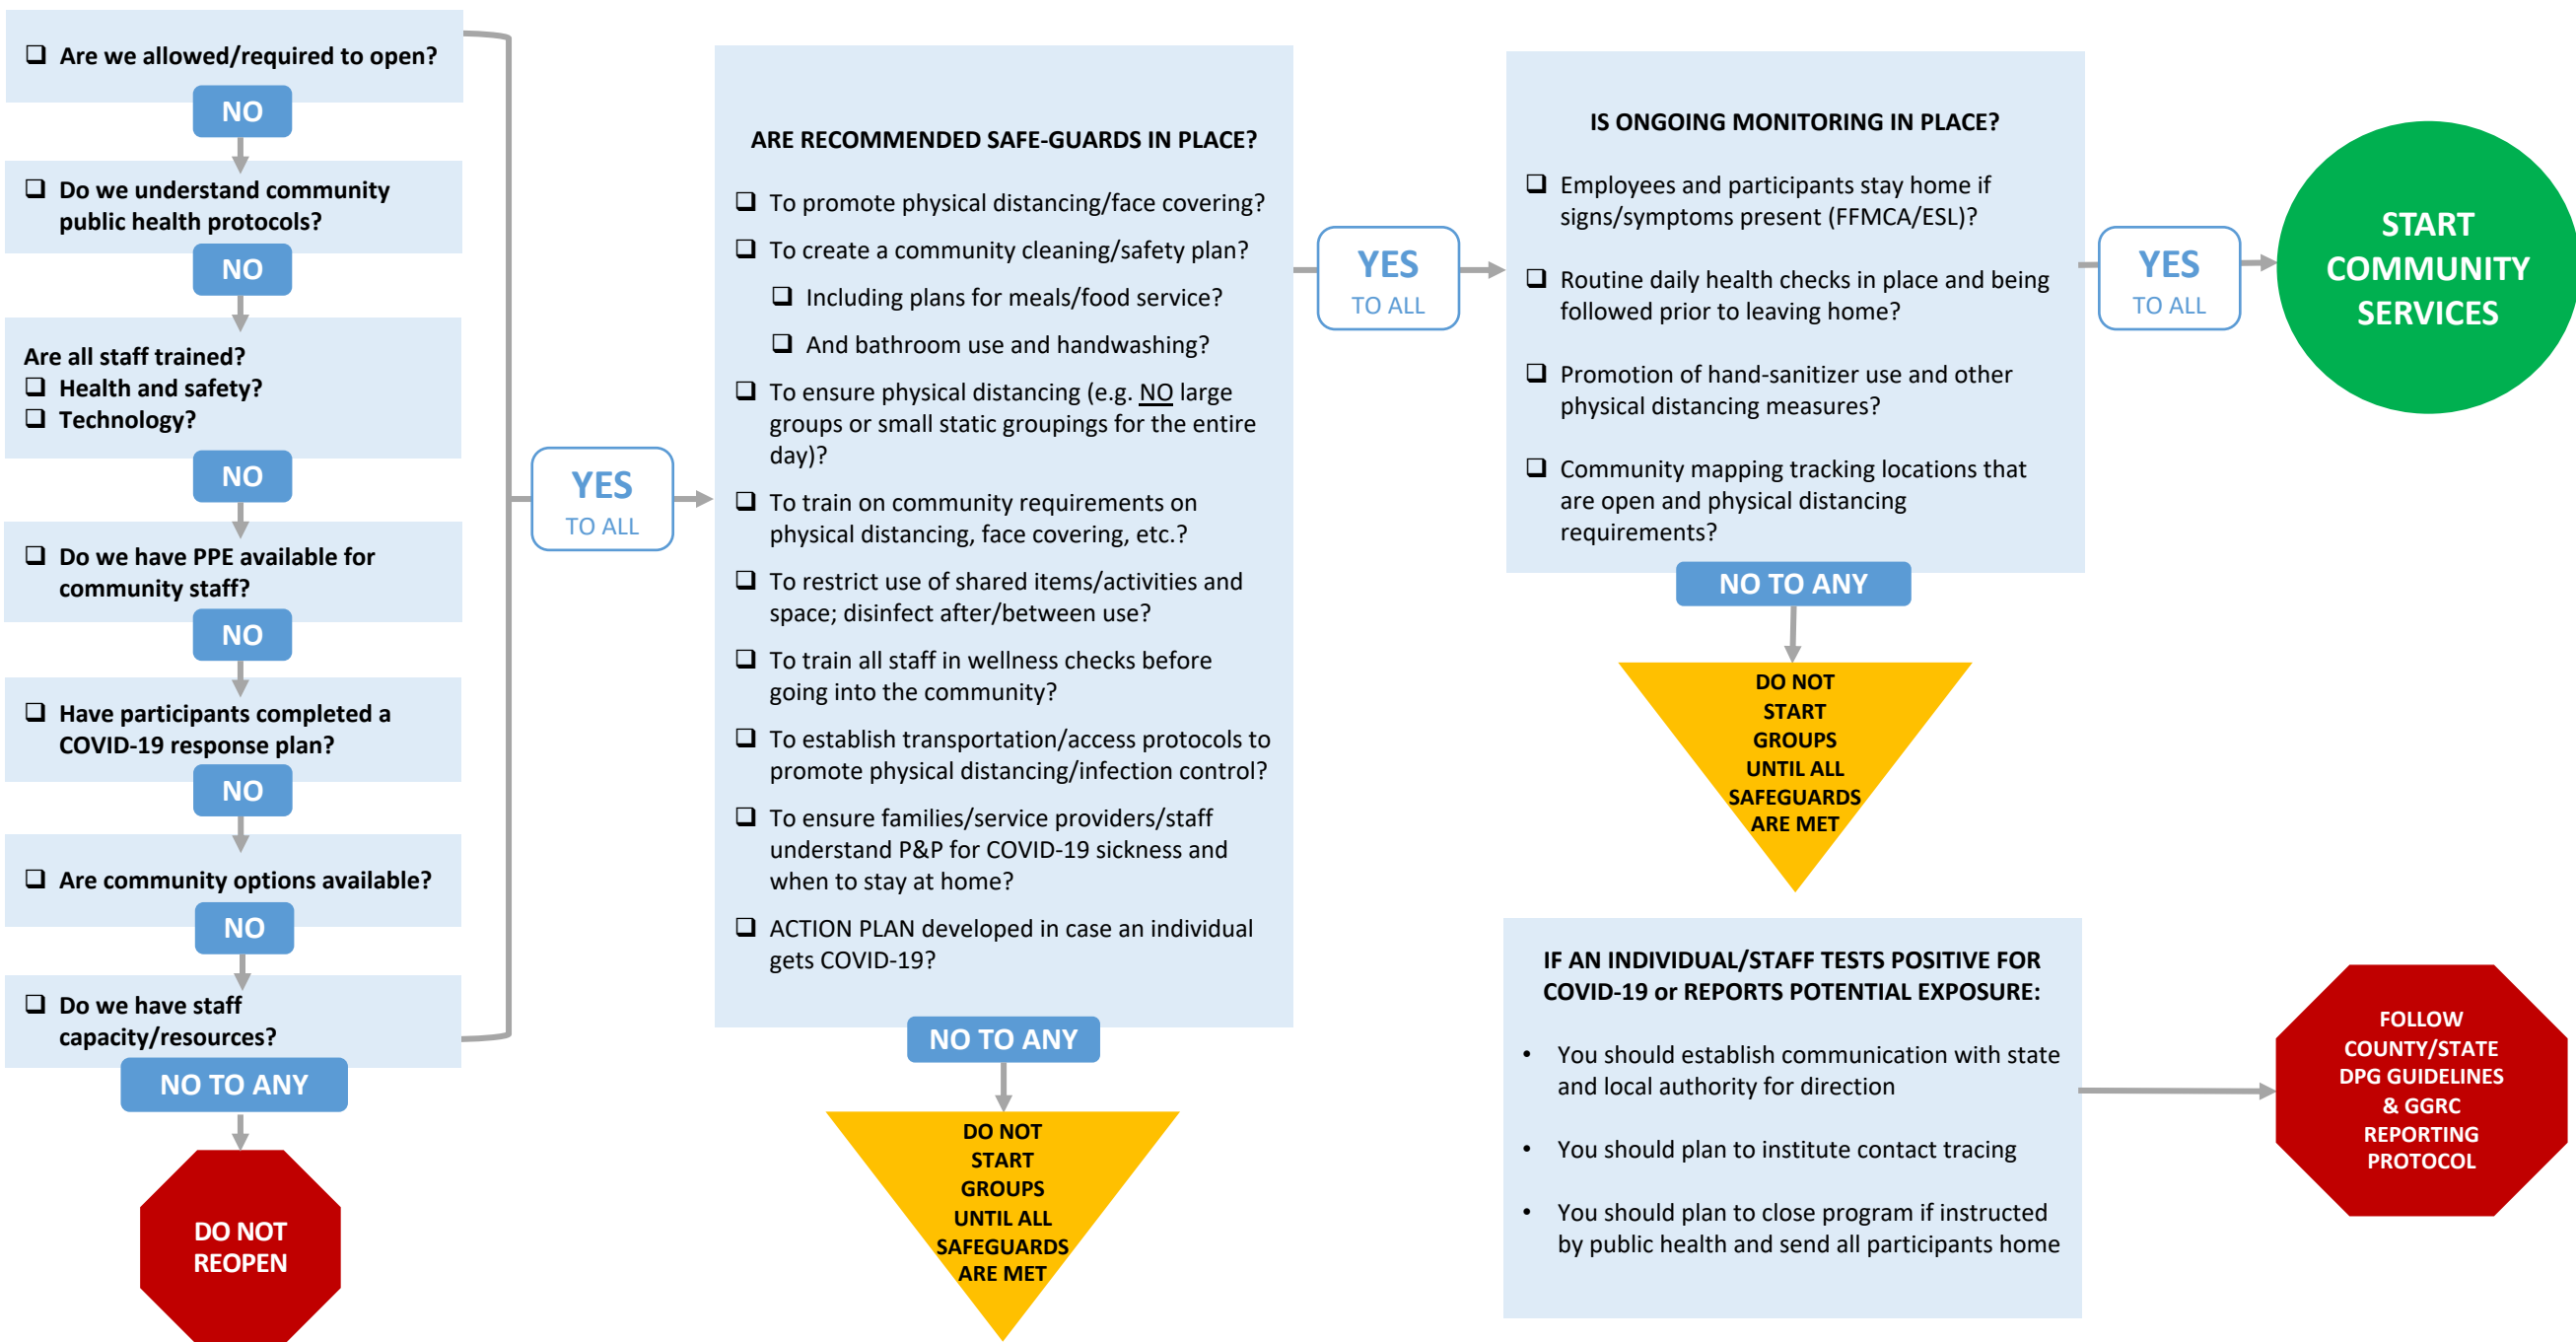 ❑ Are we allowed/required to open?
NO
❑ Do we understand community
public health protocols?
NO
Are all staff trained?
❑ Health and safety?
❑ Technology?
NO
❑ Do we have PPE available for
community staff?
NO
❑ Have participants completed a
COVID-19 response plan?
NO
❑ Are community options available?
NO
❑ Do we have staff
capacity/resources?
NO TO ANY
DO NOT
REOPEN
YES
TO ALL
ARE RECOMMENDED SAFE-GUARDS IN PLACE?
❑ To promote physical distancing/face covering?
❑ To create a community cleaning/safety plan?
❑ Including plans for meals/food service?
❑ And bathroom use and handwashing?
❑ To ensure physical distancing (e.g. NO large
groups or small static groupings for the entire
day)?
❑ To train on community requirements on
physical distancing, face covering, etc.?
❑ To restrict use of shared items/activities and
space; disinfect after/between use?
❑ To train all staff in wellness checks before
going into the community?
❑ To establish transportation/access protocols to
promote physical distancing/infection control?
❑ To ensure families/service providers/staff
understand P&P for COVID-19 sickness and
when to stay at home?
❑ ACTION PLAN developed in case an individual
gets COVID-19?
NO TO ANY
DO NOT
START
GROUPS
UNTIL ALL
SAFEGUARDS
ARE MET
YES
TO ALL
IS ONGOING MONITORING IN PLACE?
❑ Employees and participants stay home if
signs/symptoms present (FFMCA/ESL)?
❑ Routine daily health checks in place and being
followed prior to leaving home?
❑ Promotion of hand-sanitizer use and other
physical distancing measures?
❑ Community mapping tracking locations that
are open and physical distancing
requirements?
NO TO ANY
DO NOT
START
GROUPS
UNTIL ALL
SAFEGUARDS
ARE MET
YES
TO ALL
START
COMMUNITY
SERVICES
IF AN INDIVIDUAL/STAFF TESTS POSITIVE FOR
COVID-19 or REPORTS POTENTIAL EXPOSURE:
• You should establish communication with state
and local authority for direction
• You should plan to institute contact tracing
• You should plan to close program if instructed
by public health and send all participants home
FOLLOW
COUNTY/STATE
DPG GUIDELINES
& GGRC
REPORTING
PROTOCOL